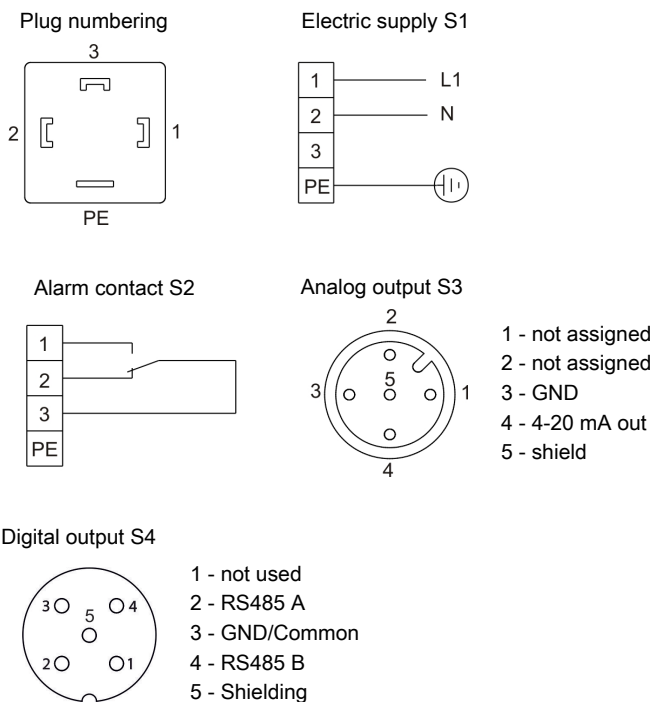 Plug numbering
3
2
1
PE
Electric supply S1
1
L1
2
N
3
PE
Alarm contact S2
1
2
3
PE
Analog output S3
2
3
5
1
4
1 - not assigned
2 - not assigned
3 - GND
4 - 4-20 mA out
5 - shield
Digital output S4
3
5
4
2
1
1 - not used
2 - RS485 A
3 - GND/Common
4 - RS485 B
5 - Shielding